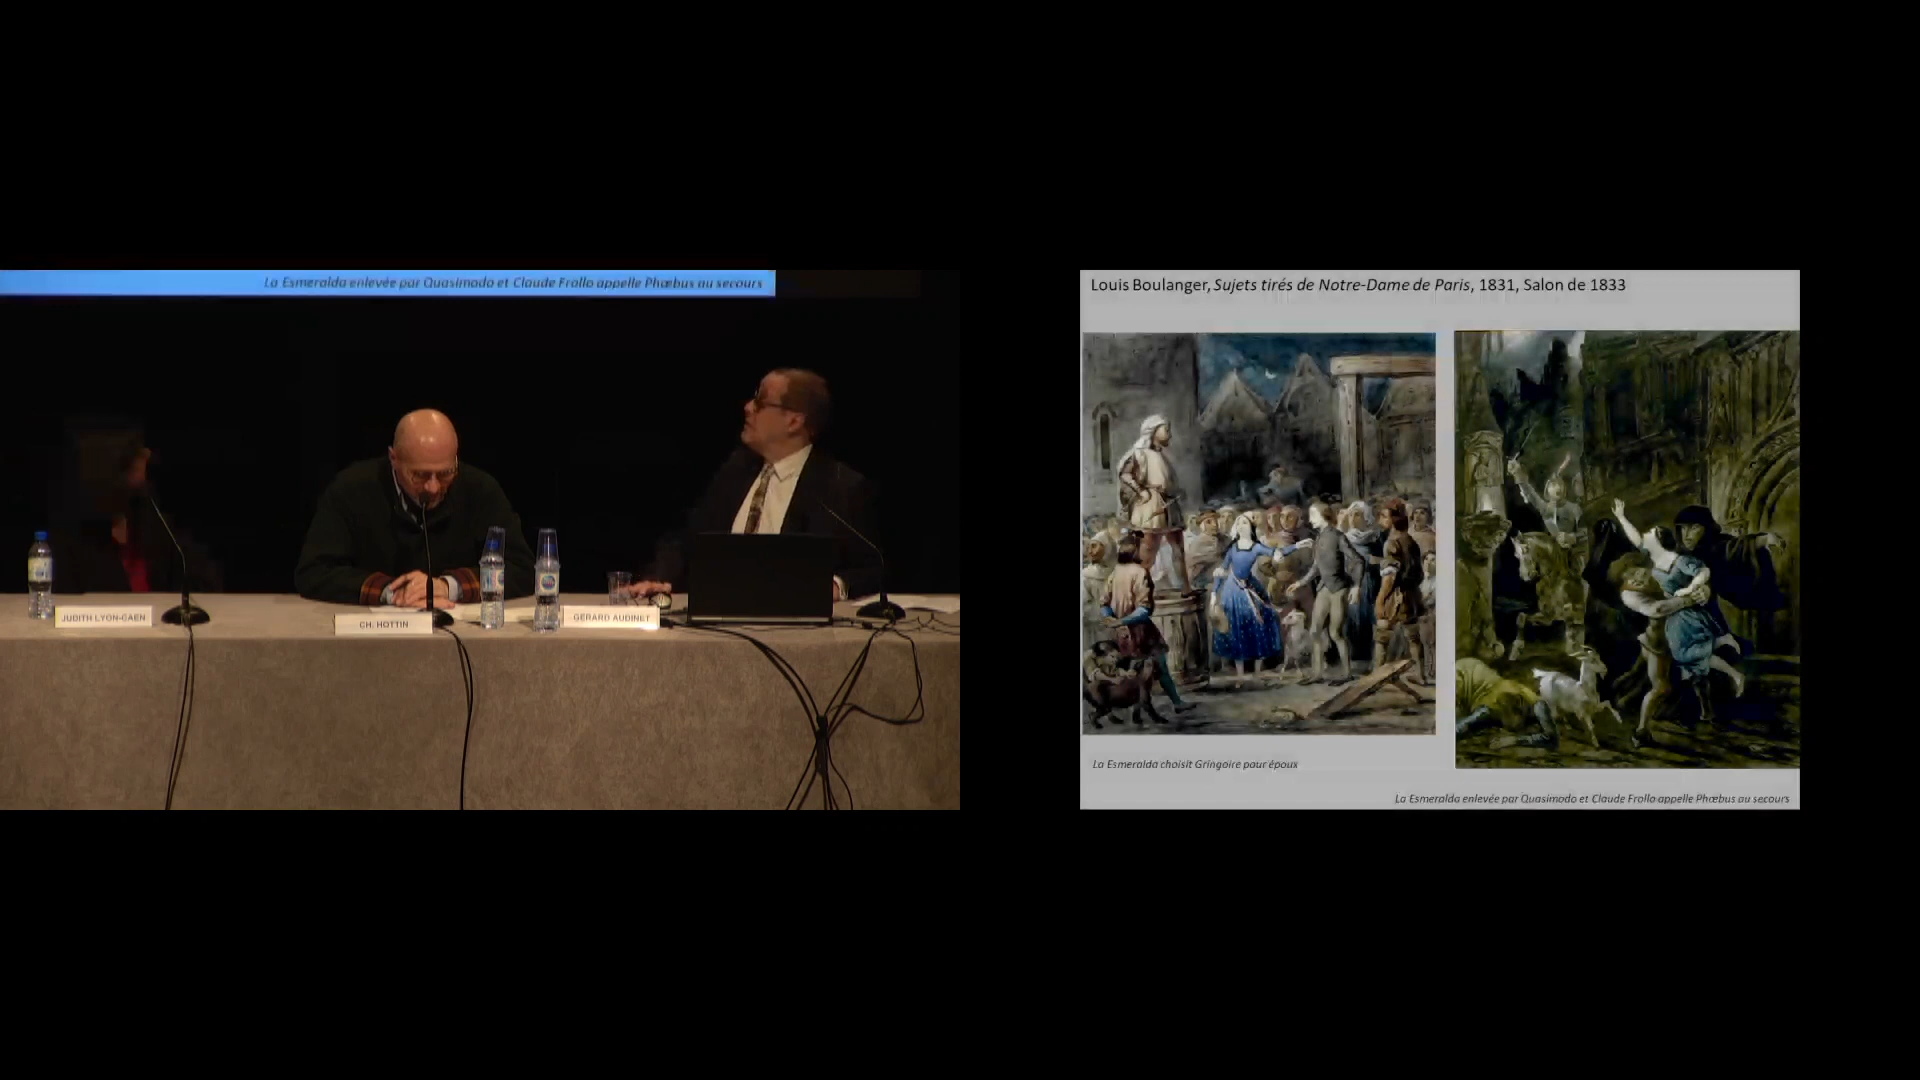 La Esmeralda enlevée par Quasimodo et Claude Frollo appelle Phœbus au secours
JUDITH LYON-CAEN
CH. HOTTIN
GERARD AUDINET
Louis Boulanger, Sujets tirés de Notre-Dame de Paris, 1831, Salon de 1833
La Esmeralda choisit Gringoire pour époux
La Esmeralda enlevée par Quasimodo et Claude Frollo appelle Phœbus au secours